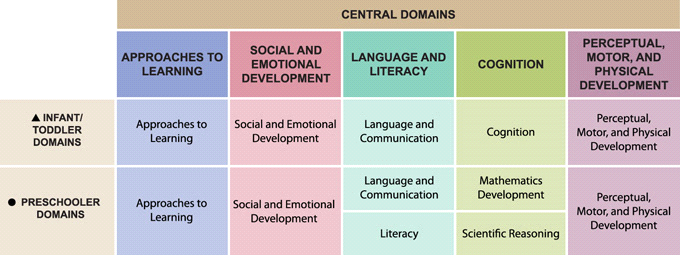 CENTRAL DOMAINS
APPROACHES TO
LEARNING
SOCIAL AND
EMOTIONAL
DEVELOPMENT
LANGUAGE AND
LITERACY
COGNITION
PERCEPTUAL,
MOTOR, AND
PHYSICAL
DEVELOPMENT
▲ INFANT/
TODDLER
DOMAINS
Approaches to
Learning
Social and Emotional
Development
Language and
Communication
Cognition
Perceptual,
Motor, and Physical
Development
● PRESCHOOLER
DOMAINS
Approaches to
Learning
Social and Emotional
Development
Language and
Communication
Literacy
Mathematics
Development
Scientific Reasoning
Perceptual,
Motor, and Physical
Development